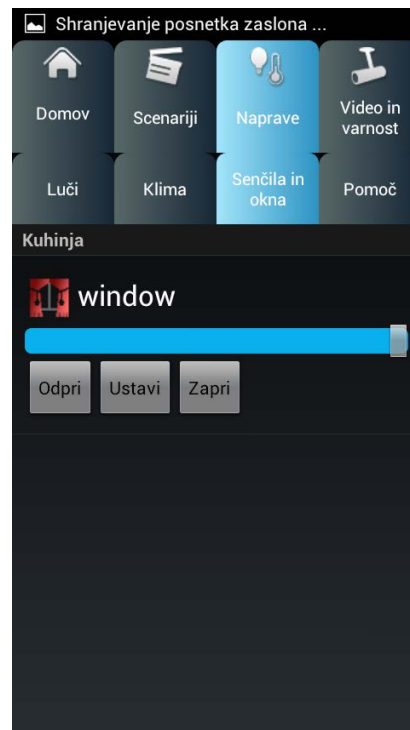 Shranjevanje posnetka zaslona ...
Domov
Scenariji
Naprave
Video in
varnost
Luči
Klima
Senčila in
okna
Pomoč
Kuhinja
window
Odpri
Ustavi
Zapri